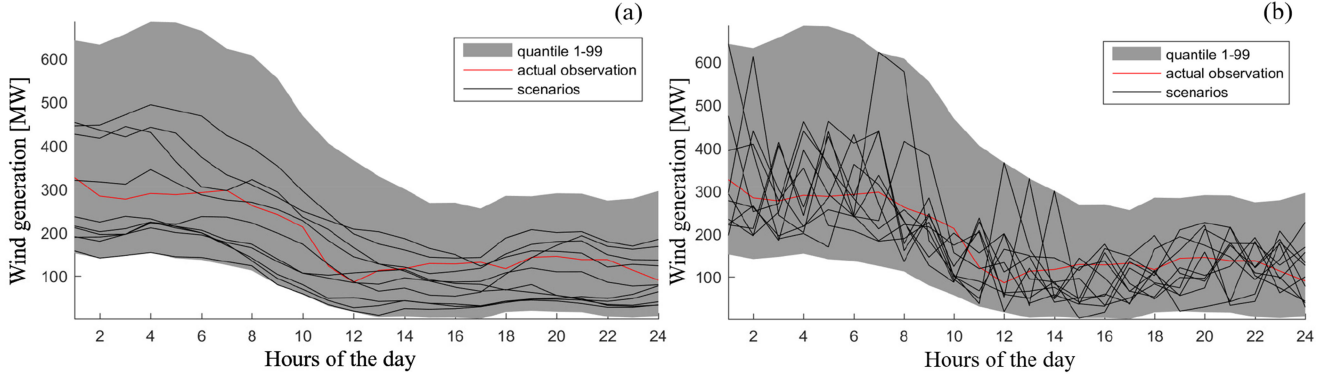 (a)
quantile 1-99
actual observation
scenarios
Wind generation [MW]
600
500
400
300
200
100
2 4 6 8 10 12 14 16 18 20 22 24
Hours of the day
(b)
quantile 1-99
actual observation
scenarios
Wind generation [MW]
600
500
400
300
200
100
2 4 6 8 10 12 14 16 18 20 22 24
Hours of the day